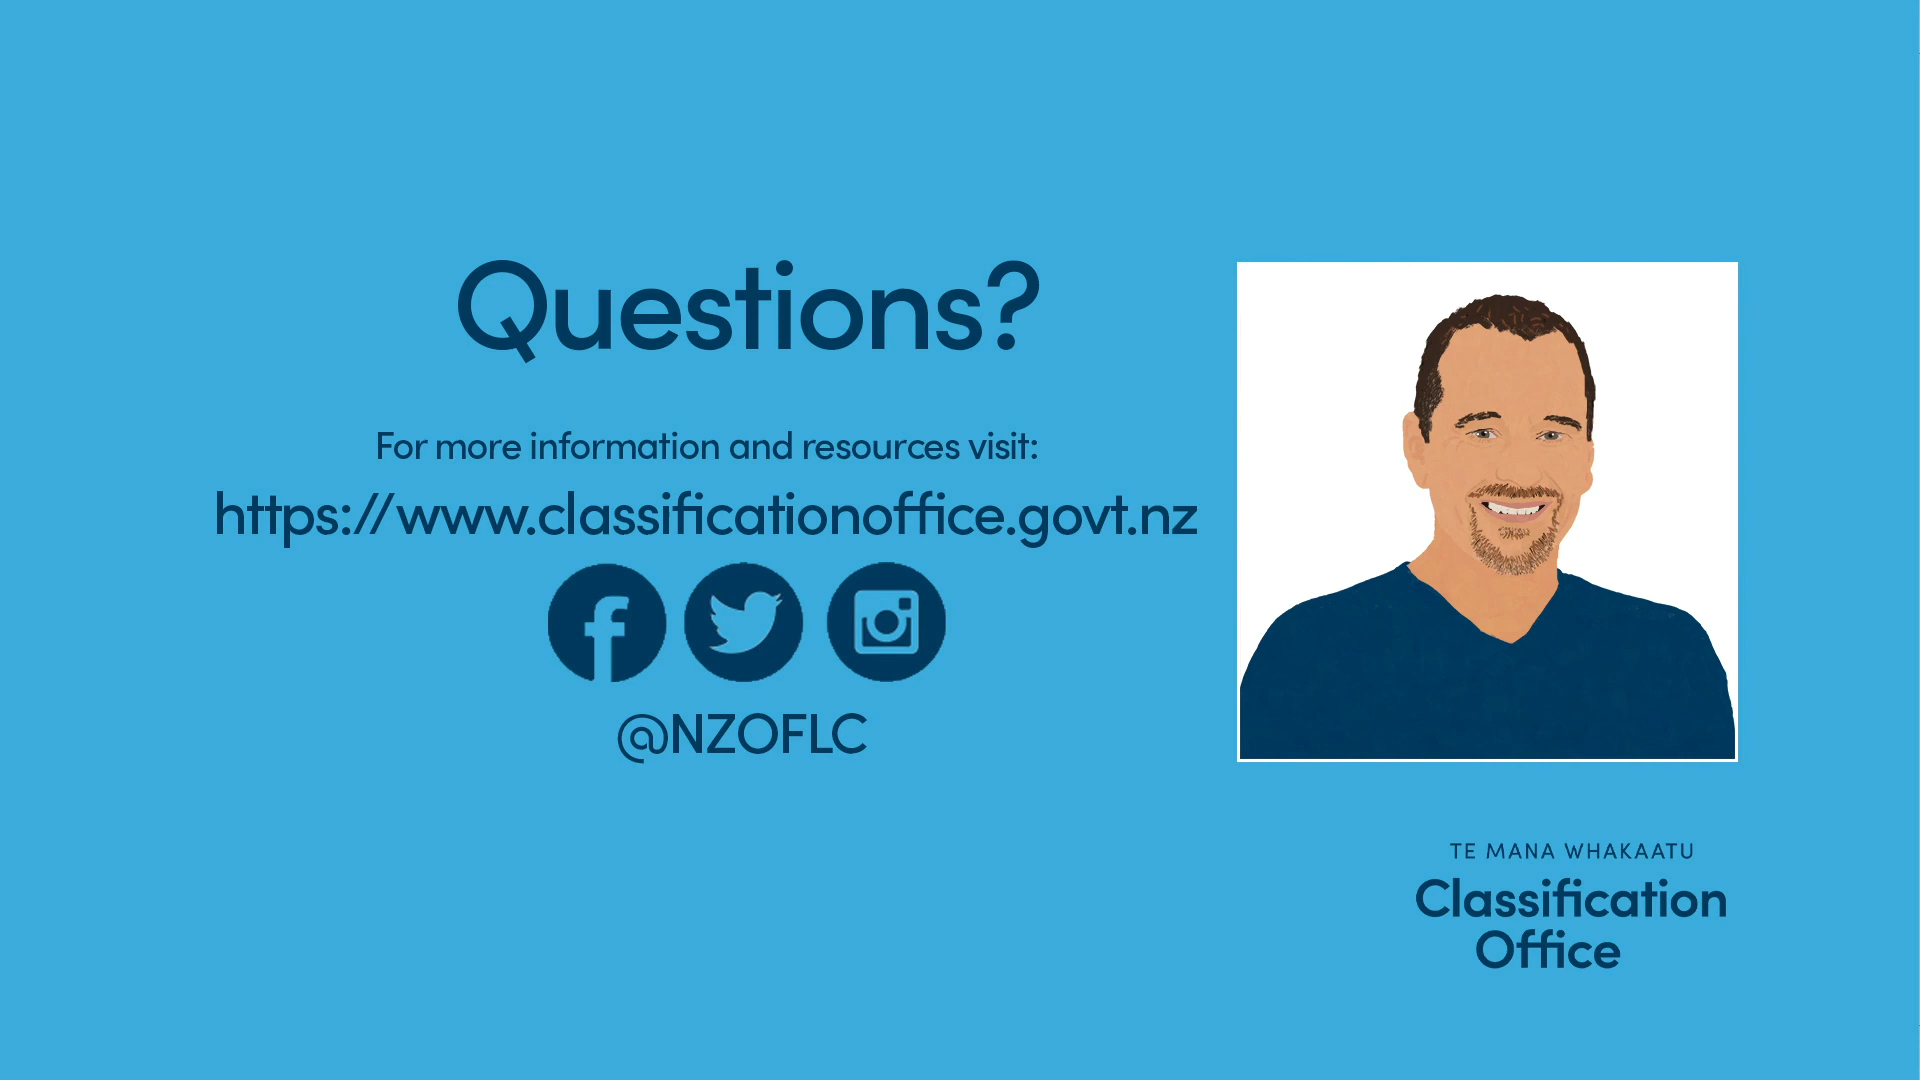 Questions?
For more information and resources visit:
https://www.classificationoffice.govt.nz
@NZOFLC
TE MANA WHAKAATU
Classification
Office